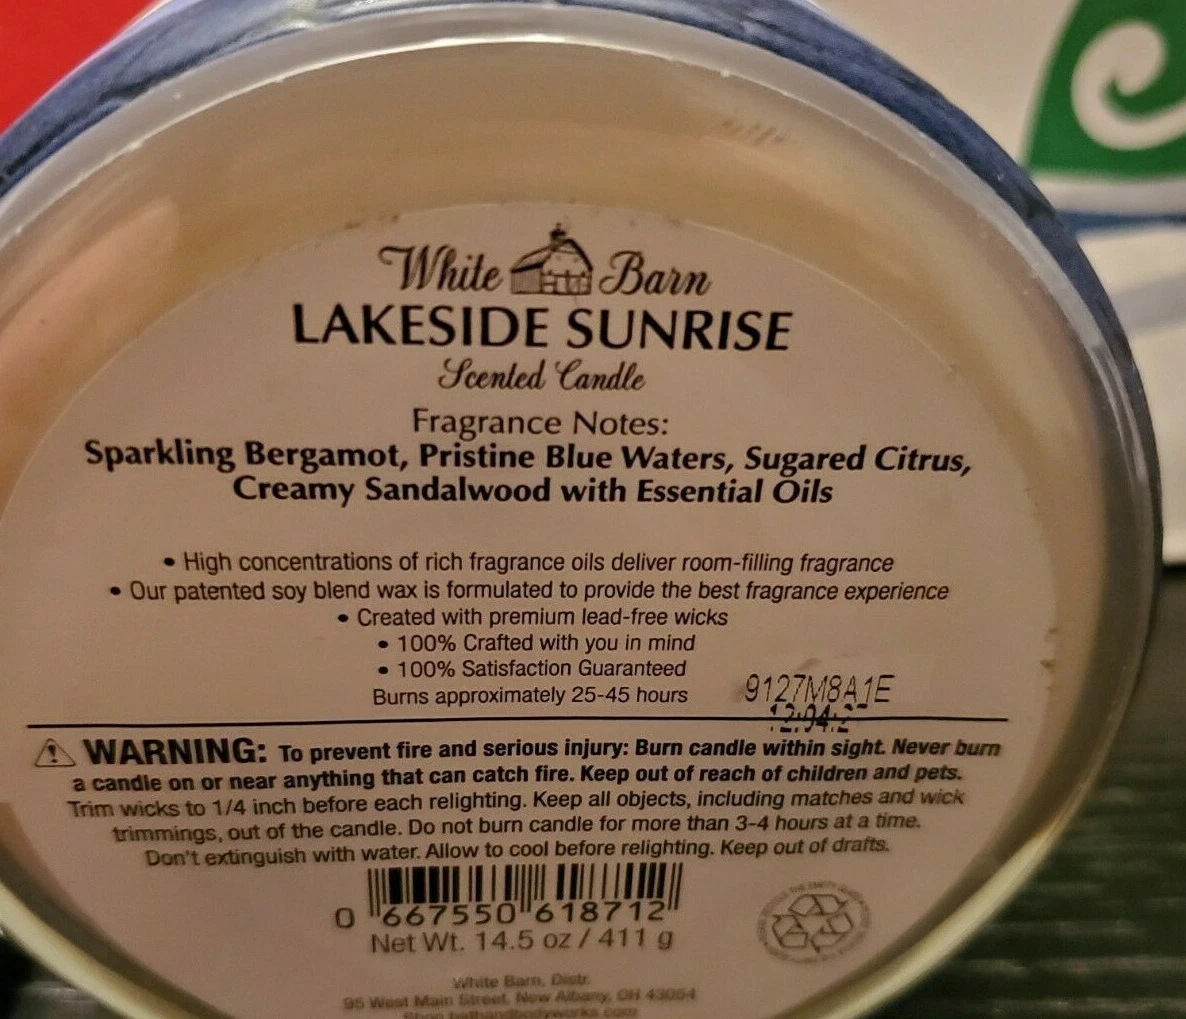 White Barn
LAKESIDE SUNRISE
Scented Candle
Fragrance Notes:
Sparkling Bergamot, Pristine Blue Waters, Sugared Citrus,
Creamy Sandalwood with Essential Oils
• High concentrations of rich fragrance oils deliver room-filling fragrance
• Our patented soy blend wax is formulated to provide the best fragrance experience
• Created with premium lead-free wicks
• 100% Crafted with you in mind
• 100% Satisfaction Guaranteed
Burns approximately 25-45 hours
9127M8A1E
WARNING: To prevent fire and serious injury: Burn candle within sight. Never burn
a candle on or near anything that can catch fire. Keep out of reach of children and pets.
Trim wicks to 1/4 inch before each relighting. Keep all objects, including matches and wick
trimmings, out of the candle. Do not burn candle for more than 3-4 hours at a time.
Don't extinguish with water. Allow to cool before relighting. Keep out of drafts.
0 667550 618712
Net Wt. 14.5 oz / 411 g
White Barn, Distr.
95 West Main Street, New Albany, OH 43054
Shop bathandbodyworks.com